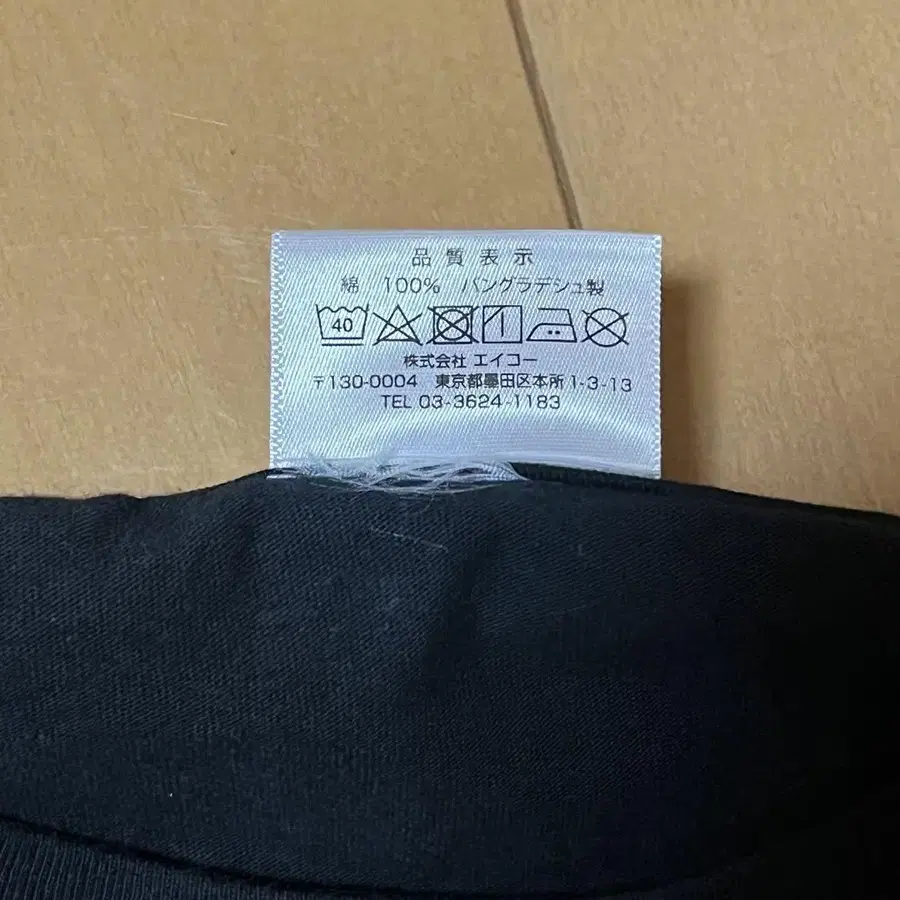 品質表示
綿 100% バングラデシュ製
40
株式会社 エイコー
〒130-0004 東京都墨田区本所1-3-13
TEL 03-3624-1183